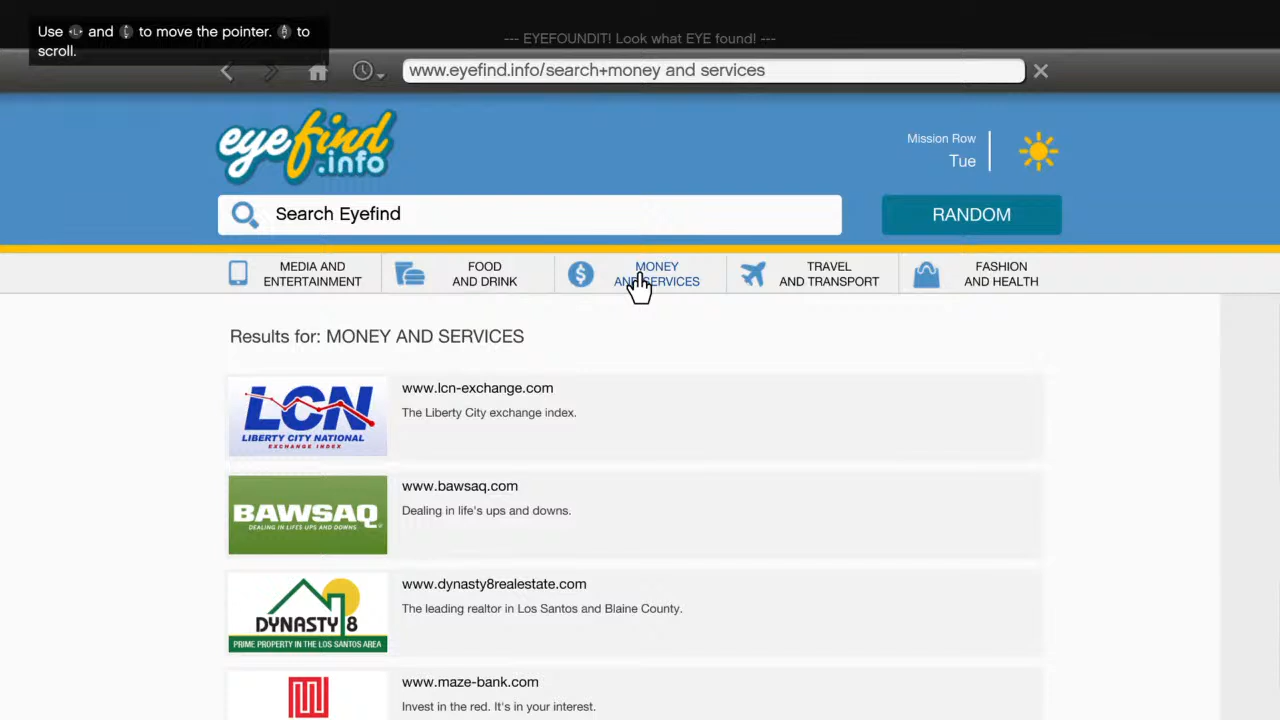 Use and to move the pointer. to
scroll.
--- EYEFOUNDIT! Look what EYE found! ---
www.eyefind.info/search+money and services
eyefind
.info
Mission Row
Tue
Search Eyefind
RANDOM
MEDIA AND
ENTERTAINMENT
FOOD
AND DRINK
MONEY
AND SERVICES
TRAVEL
AND TRANSPORT
FASHION
AND HEALTH
Results for: MONEY AND SERVICES
LCN
LIBERTY CITY NATIONAL
EXCHANGE INDEX
www.lcn-exchange.com
The Liberty City exchange index.
BAWSAQ
DEALING IN LIFE'S UPS AND DOWNS
www.bawsaq.com
Dealing in life's ups and downs.
DYNASTY 8
PRIME PROPERTY IN THE LOS SANTOS AREA
www.dynasty8realestate.com
The leading realtor in Los Santos and Blaine County.
www.maze-bank.com
Invest in the red. It's in your interest.